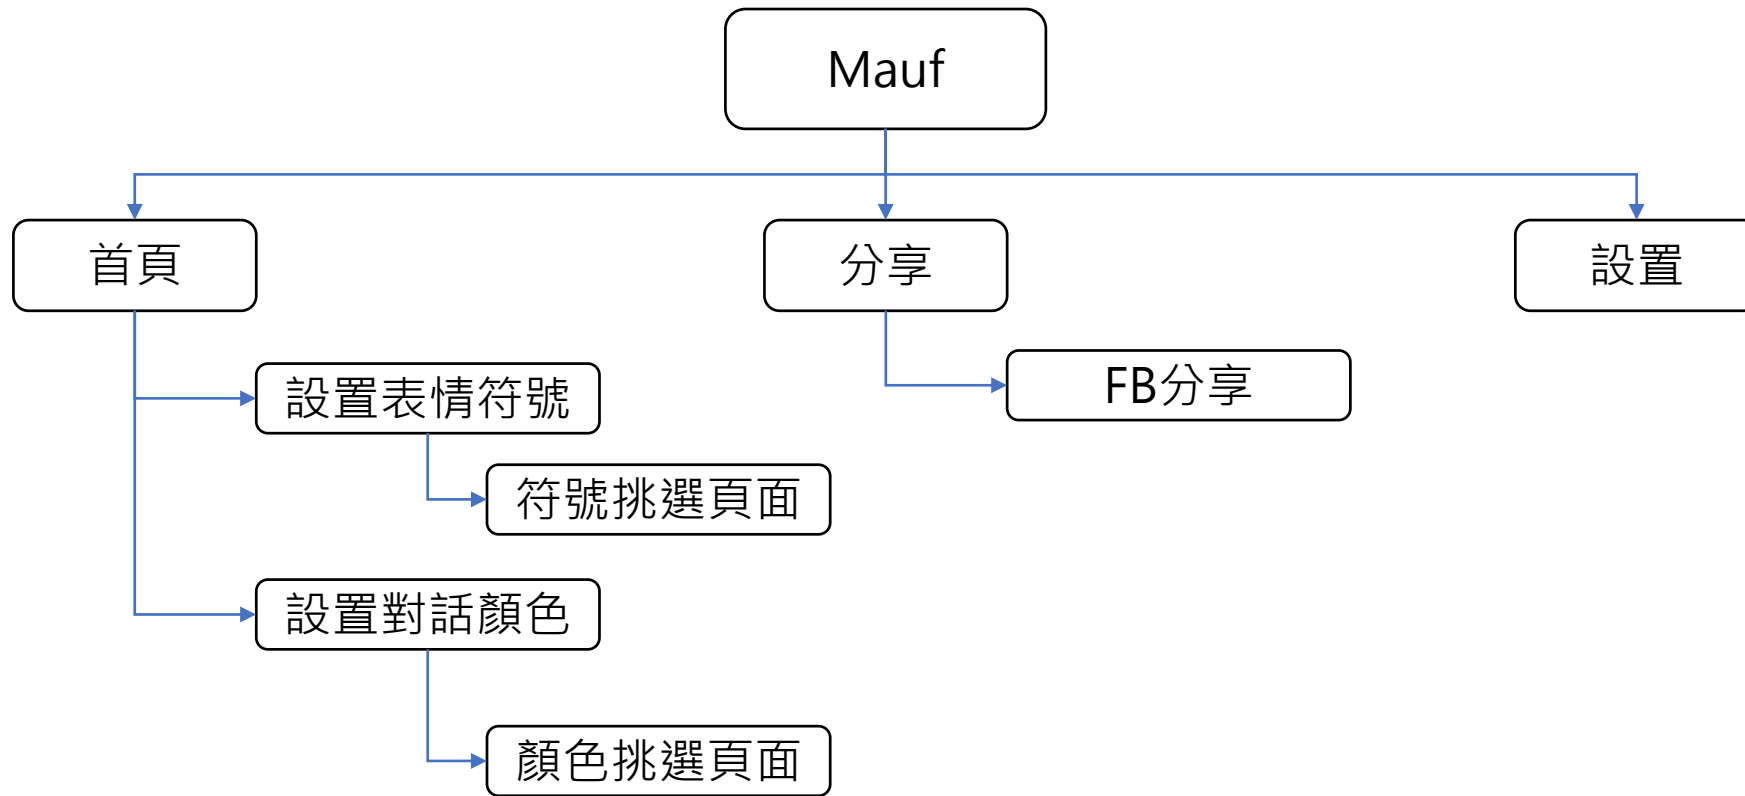 Mauf
首頁
分享
設置
設置表情符號
FB分享
符號挑選頁面
設置對話顏色
顏色挑選頁面